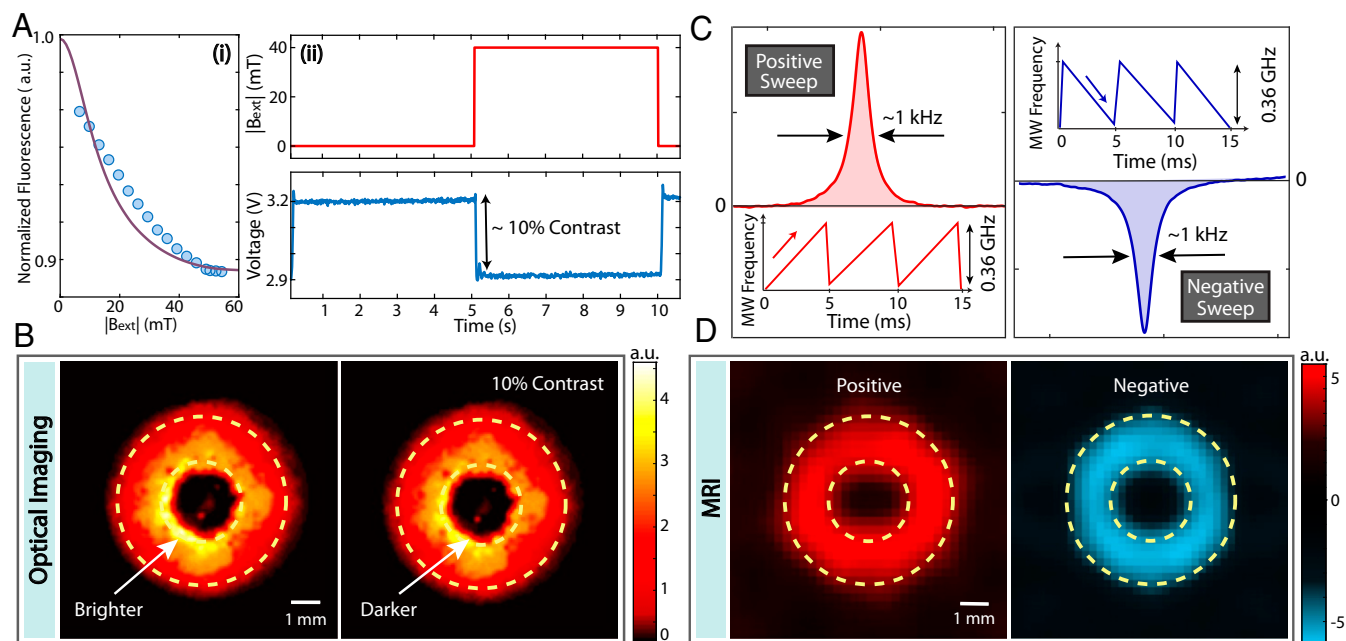 A
(i)
1.0
0.9
Normalized Fluorescence ( a.u.)
0
20
40
60
|Bext| (mT)
(ii)
|Bext| (mT)
40
20
0
Voltage (V)
3.2
2.9
~ 10% Contrast
1
2
3
4
5
6
7
8
9
10
Time (s)
B
Optical Imaging
Brighter
1 mm
10% Contrast
Darker
a.u.
4
3
2
1
0
C
Positive
Sweep
~1 kHz
0
MW Frequency
0.36 GHz
0
5
10
15
Time (ms)
MW Frequency
0.36 GHz
0
5
10
15
Time (ms)
0
~1 kHz
Negative
Sweep
D
MRI
Positive
1 mm
Negative
a.u.
5
0
-5